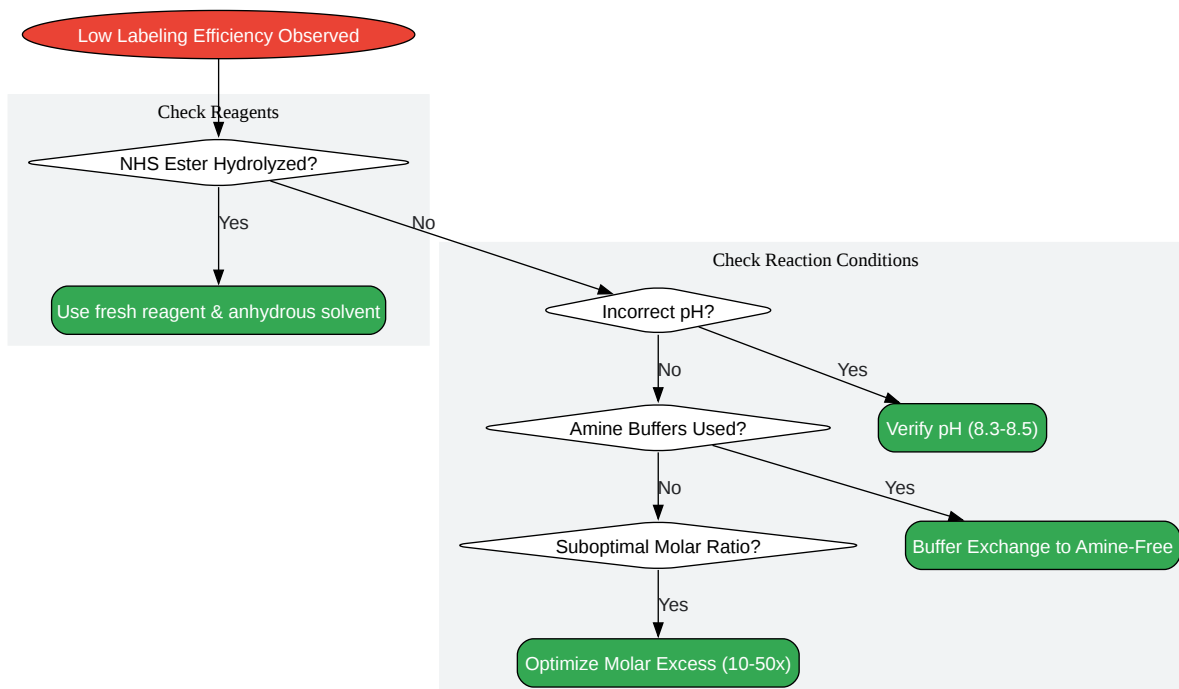 Low Labeling Efficiency Observed
Check Reagents
NHS Ester Hydrolyzed?
Yes
No
Use fresh reagent & anhydrous solvent
Check Reaction Conditions
Incorrect pH?
No
Yes
Verify pH (8.3-8.5)
Amine Buffers Used?
No
Yes
Buffer Exchange to Amine-Free
Suboptimal Molar Ratio?
Yes
Optimize Molar Excess (10-50x)